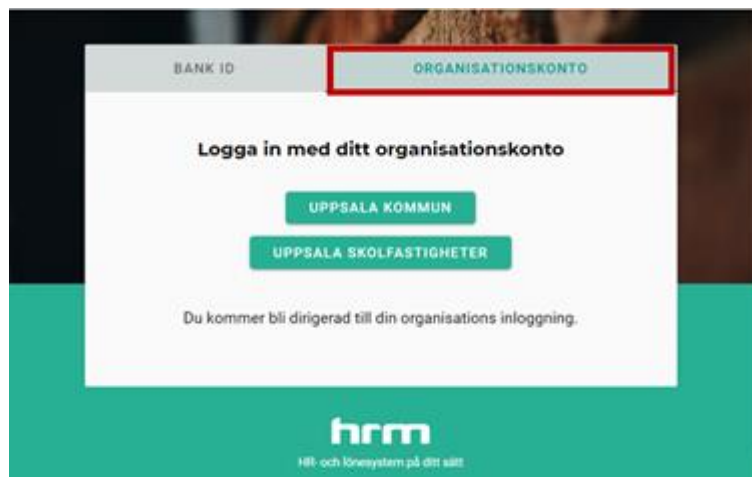 BANK ID
ORGANISATIONSKONTO
Logga in med ditt organisationskonto
UPPSALA KOMMUN
UPPSALA SKOLFASTIGHETER
Du kommer bli dirigerad till din organisations inloggning.
hrm
HR- och lönesystem på ditt sätt